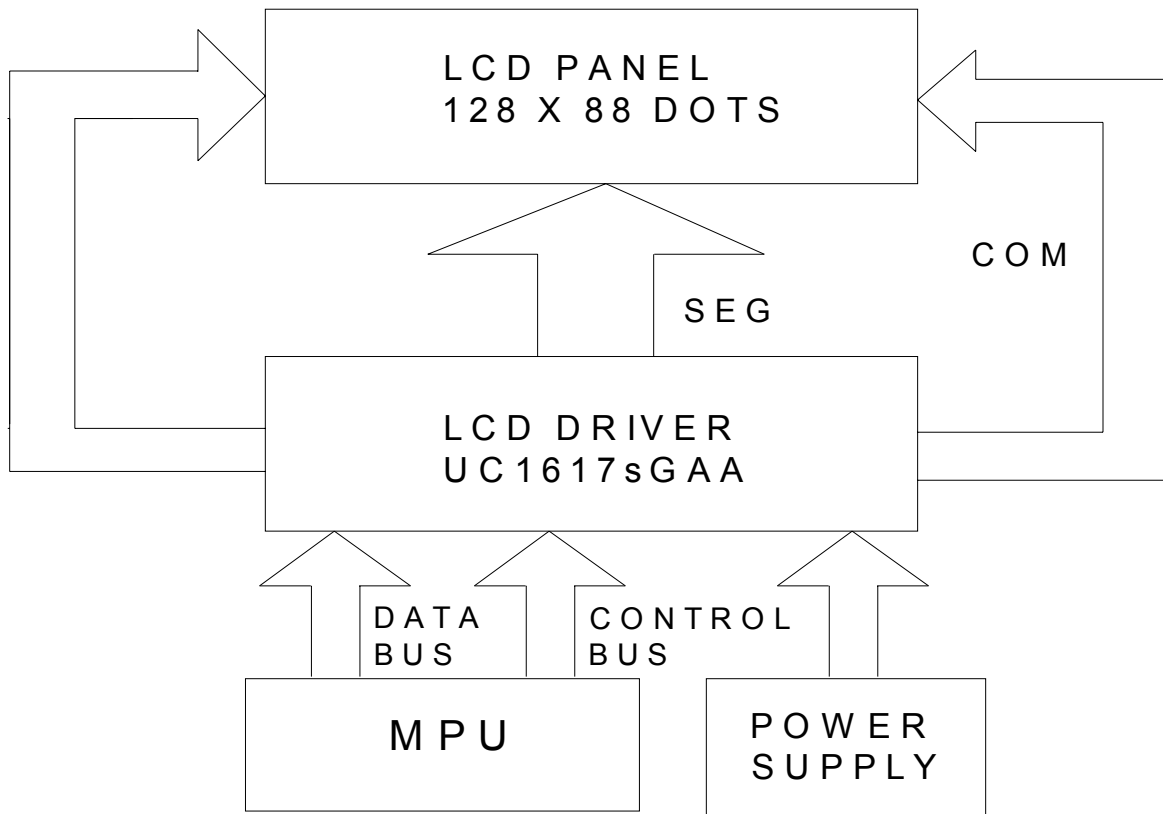 LCD PANEL
128 X 88 DOTS
COM
SEG
LCD DRIVER
UC1617sGAA
DATA
BUS
CONTROL
BUS
MPU
POWER
SUPPLY